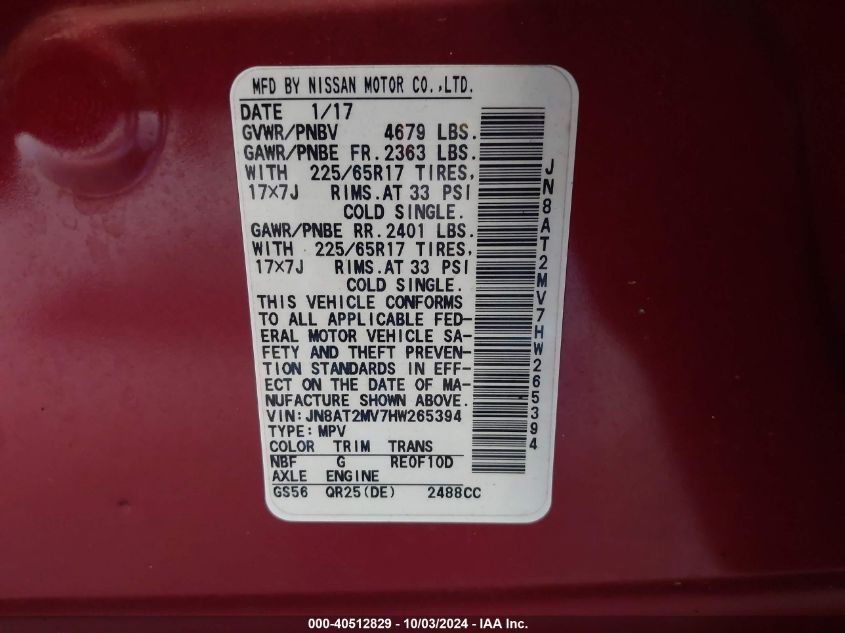 MFD BY NISSAN MOTOR CO.,LTD.
DATE 1/17
GVWR/PNBV 4679 LBS.
GAWR/PNBE FR.2363 LBS.
WITH 225/65R17 TIRES,
17×7J RIMS.AT 33 PSI
COLD SINGLE.
GAWR/PNBE RR.2401 LBS.
WITH 225/65R17 TIRES,
17×7J RIMS.AT 33 PSI
COLD SINGLE.
THIS VEHICLE CONFORMS
TO ALL APPLICABLE FED-
ERAL MOTOR VEHICLE SA-
FETY AND THEFT PREVEN-
TION STANDARDS IN EFF-
ECT ON THE DATE OF MA-
NUFACTURE SHOWN ABOVE.
VIN:JN8AT2MV7HW265394
TYPE:MPV
COLOR TRIM TRANS
NBF G RE0F10D
AXLE ENGINE
GS56 QR25(DE) 2488CC
JN8AT2MV7HW265394
000-40512829 - 10/03/2024 - IAA Inc.